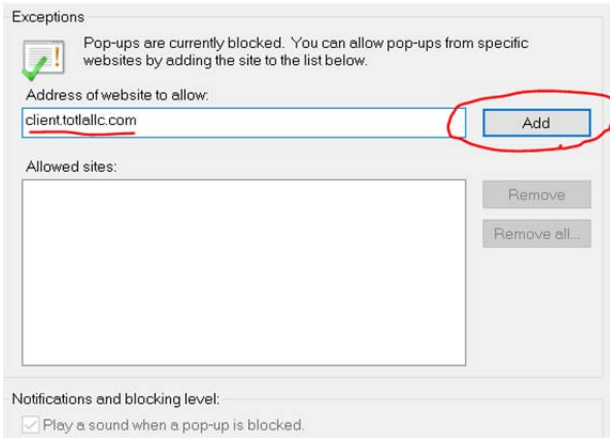 Exceptions
Pop-ups are currently blocked. You can allow pop-ups from specific
websites by adding the site to the list below.
Address of website to allow:
client.totlallc.com
Add
Allowed sites:
Remove
Remove all...
Notifications and blocking level:
Play a sound when a pop-up is blocked.